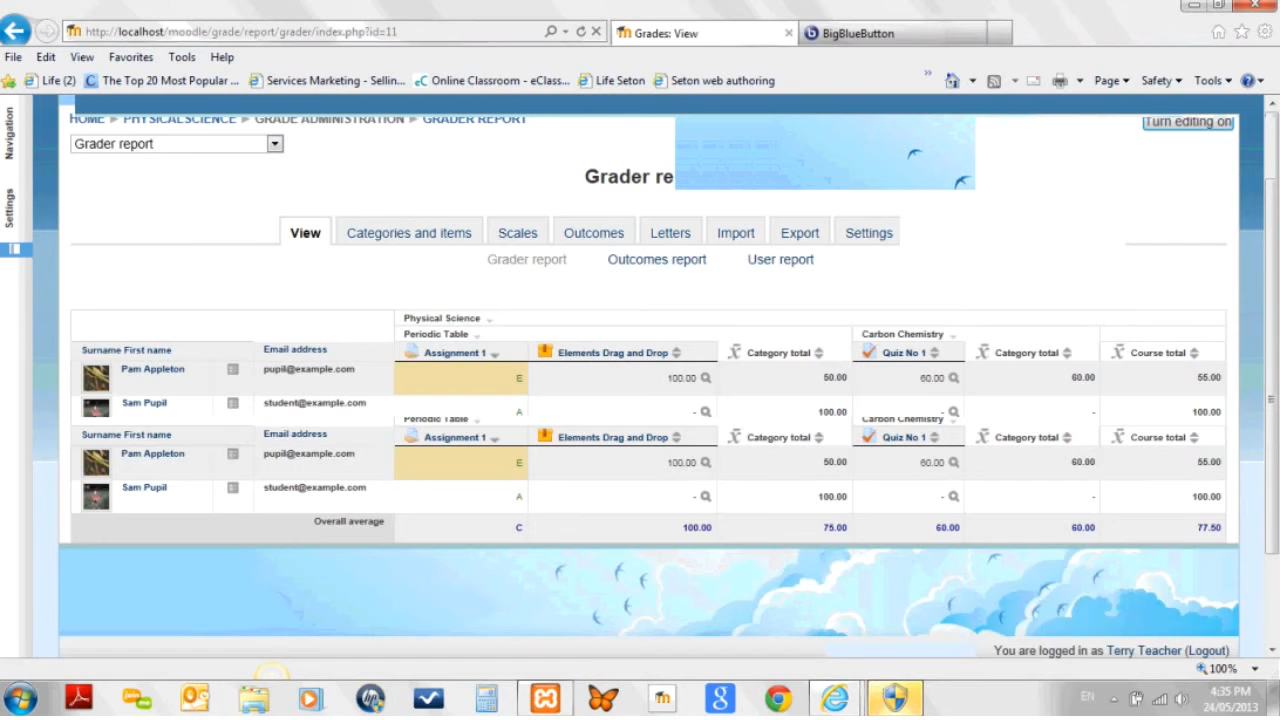 http://localhost/moodle/grade/report/grader/index.php?id=11
Grades: View
BigBlueButton
File Edit View Favorites Tools Help
Life (2) The Top 20 Most Popular ... Services Marketing - Sellin... Online Classroom - eClass... Life Seton Seton web authoring
Page Safety Tools
Navigation
Settings
HOME ► PHYSICALSCIENCE ► GRADE ADMINISTRATION ► GRADER REPORT
Turn editing on
Grader report
Grader re
View Categories and items Scales Outcomes Letters Import Export Settings
Grader report Outcomes report User report
Physical Science
Periodic Table Carbon Chemistry
Surname First name Email address Assignment 1 Elements Drag and Drop x̄ Category total Quiz No 1 x̄ Category total x̄ Course total
Pam Appleton pupil@example.com E 100.00 50.00 60.00 60.00 55.00
Sam Pupil student@example.com A - 100.00 - - 100.00
Periodic Table Carbon Chemistry
Surname First name Email address Assignment 1 Elements Drag and Drop x̄ Category total Quiz No 1 x̄ Category total x̄ Course total
Pam Appleton pupil@example.com E 100.00 50.00 60.00 60.00 55.00
Sam Pupil student@example.com A - 100.00 - - 100.00
Overall average C 100.00 75.00 60.00 60.00 77.50
You are logged in as Terry Teacher (Logout)
100%
EN
4:35 PM
24/05/2013